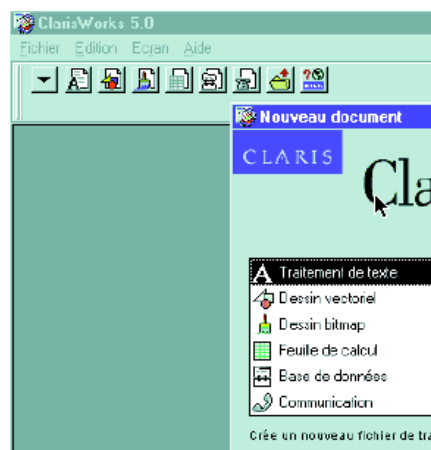 ClarisWorks 5.0
Fichier Edition Ecran Aide
Nouveau document
CLARIS
Cla
Traitement de texte
Dessin vectoriel
Dessin bitmap
Feuille de calcul
Base de données
Communication
Crée un nouveau fichier de tra